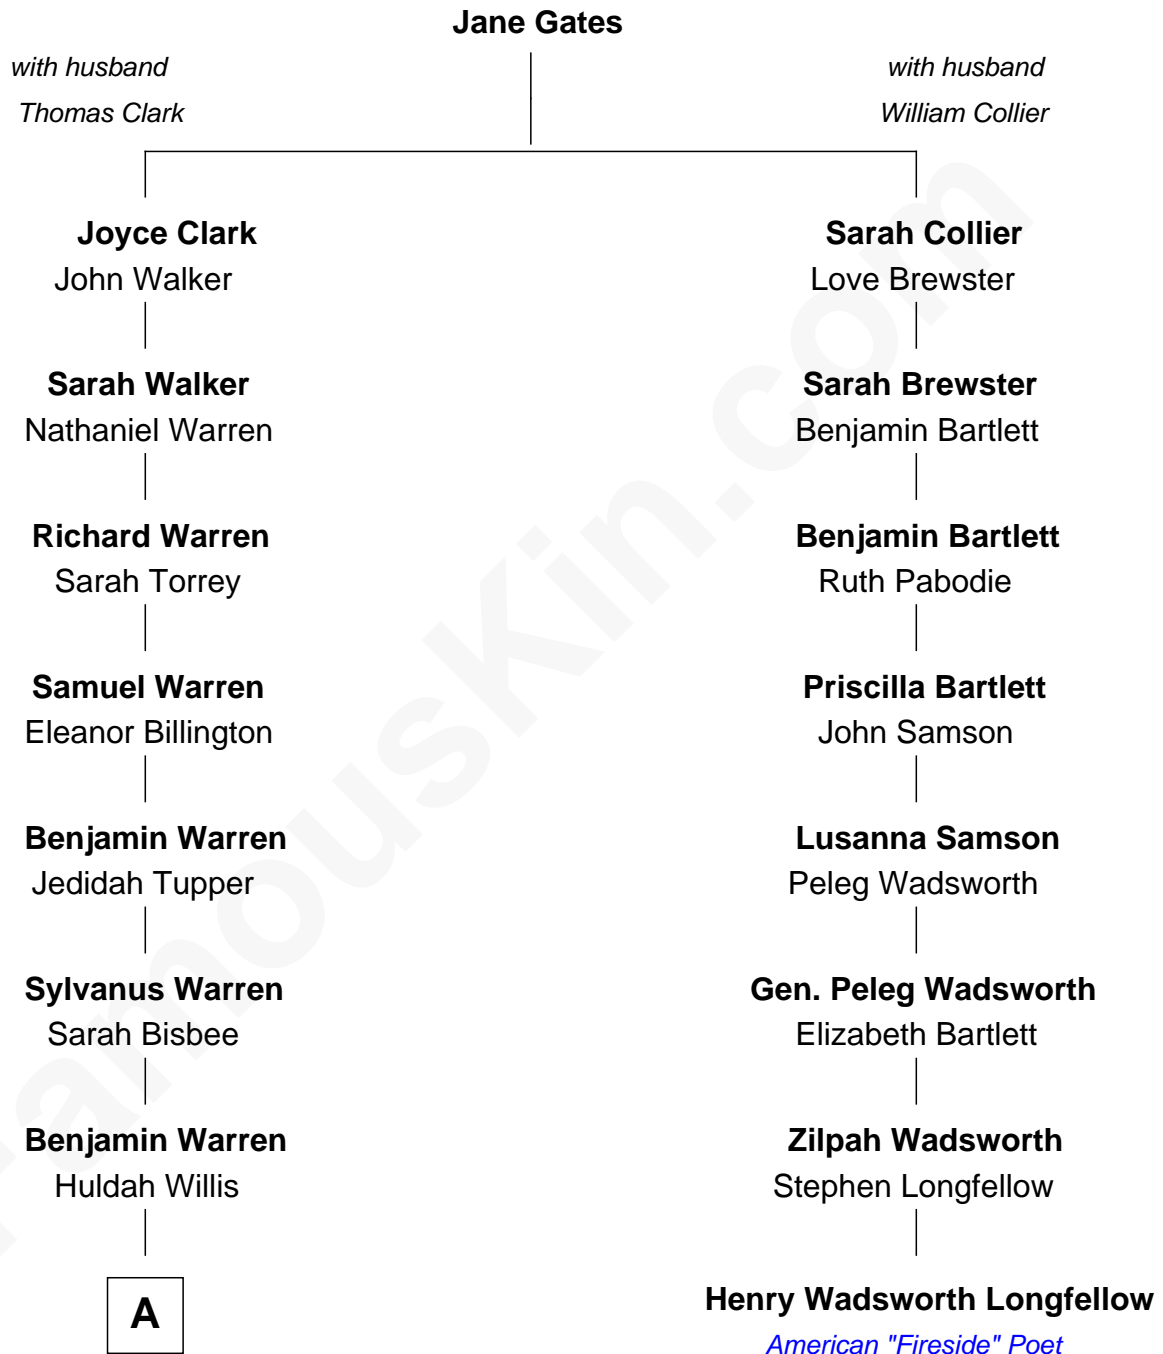 Jane Gates
with husband
Thomas Clark
with husband
William Collier
Joyce Clark
John Walker
Sarah Walker
Nathaniel Warren
Richard Warren
Sarah Torrey
Samuel Warren
Eleanor Billington
Benjamin Warren
Jedidah Tupper
Sylvanus Warren
Sarah Bisbee
Benjamin Warren
Huldah Willis
A
Sarah Collier
Love Brewster
Sarah Brewster
Benjamin Bartlett
Benjamin Bartlett
Ruth Pabodie
Priscilla Bartlett
John Samson
Lusanna Samson
Peleg Wadsworth
Gen. Peleg Wadsworth
Elizabeth Bartlett
Zilpah Wadsworth
Stephen Longfellow
Henry Wadsworth Longfellow
American "Fireside" Poet
FamousKin.com